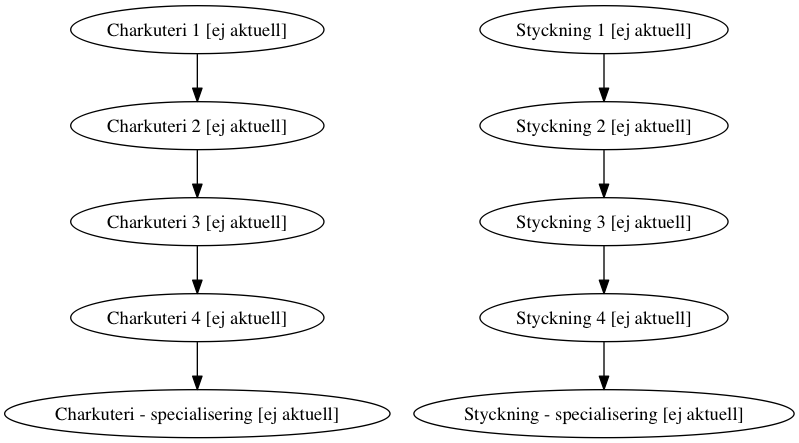 Charkuteri 1 [ej aktuell]
Styckning 1 [ej aktuell]
Charkuteri 2 [ej aktuell]
Styckning 2 [ej aktuell]
Charkuteri 3 [ej aktuell]
Styckning 3 [ej aktuell]
Charkuteri 4 [ej aktuell]
Styckning 4 [ej aktuell]
Charkuteri - specialisering [ej aktuell]
Styckning - specialisering [ej aktuell]